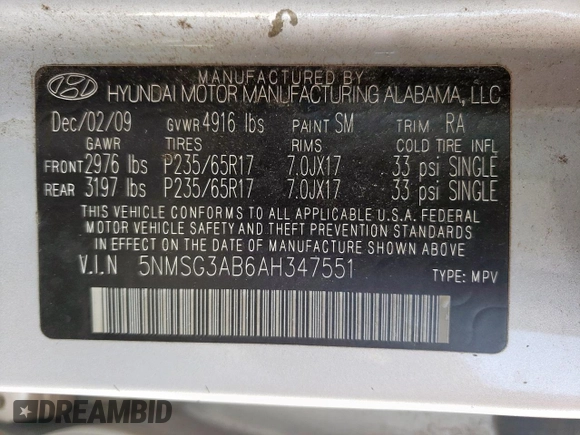 MANUFACTURED BY
HYUNDAI MOTOR MANUFACTURING ALABAMA, LLC
Dec/02/09 GVWR 4916 lbs PAINT SM TRIM RA
GAWR TIRES RIMS COLD TIRE INFL
FRONT 2976 lbs P235/65R17 7.0JX17 33 psi SINGLE
REAR 3197 lbs P235/65R17 7.0JX17 33 psi SINGLE
THIS VEHICLE CONFORMS TO ALL APPLICABLE U.S.A. FEDERAL
MOTOR VEHICLE SAFETY AND THEFT PREVENTION STANDARDS
IN EFFECT ON THE DATE OF MANUFACTURE SHOWN ABOVE.
V.I.N 5NMSG3AB6AH347551 TYPE: MPV
DREAMBID